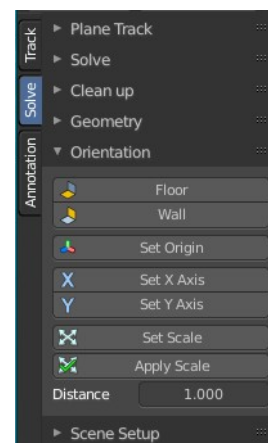 Track
Solve
Annotation
Plane Track
Solve
Clean up
Geometry
Orientation
Floor
Wall
Set Origin
X Set X Axis
Y Set Y Axis
Set Scale
Apply Scale
Distance 1.000
Scene Setup